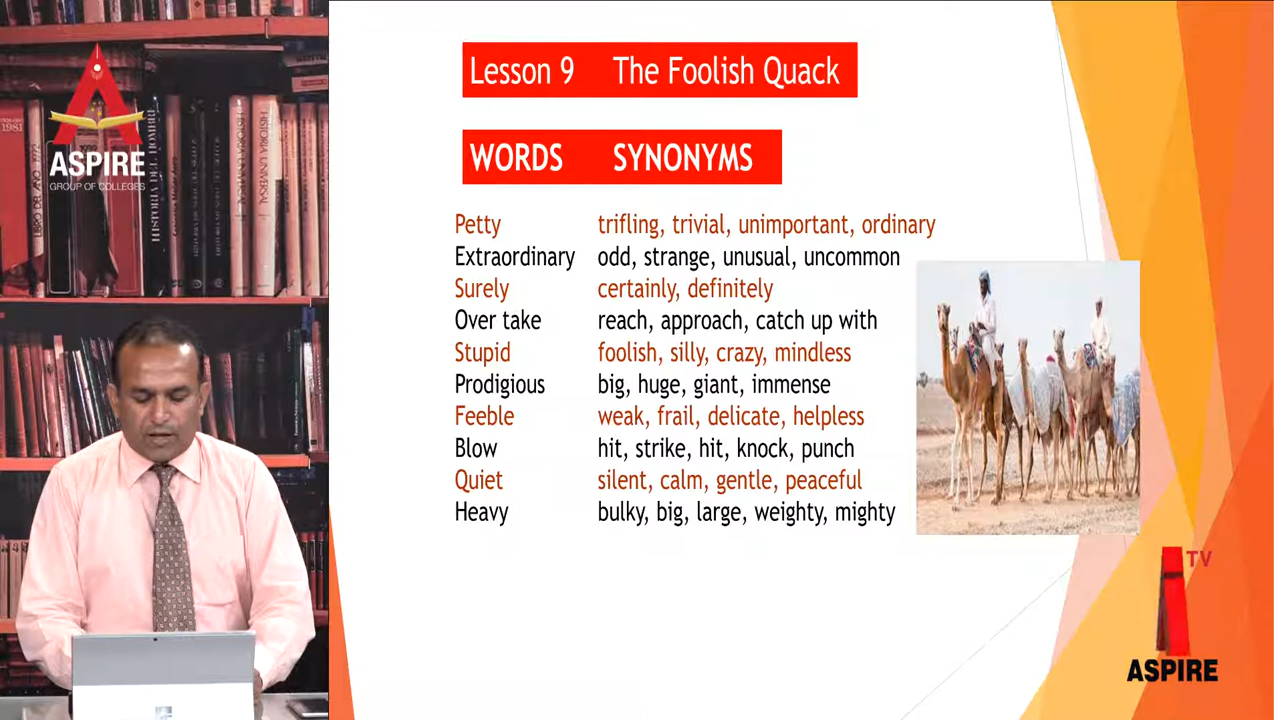 Lesson 9 The Foolish Quack
WORDS SYNONYMS
Petty trifling, trivial, unimportant, ordinary
Extraordinary odd, strange, unusual, uncommon
Surely certainly, definitely
Over take reach, approach, catch up with
Stupid foolish, silly, crazy, mindless
Prodigious big, huge, giant, immense
Feeble weak, frail, delicate, helpless
Blow hit, strike, hit, knock, punch
Quiet silent, calm, gentle, peaceful
Heavy bulky, big, large, weighty, mighty
ASPIRE
GROUP OF COLLEGES
1981
HISTORIA UNIVERSAL
TV
ASPIRE